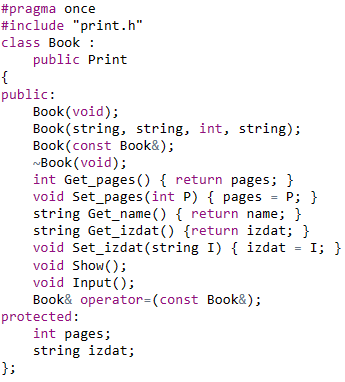 #pragma once
#include "print.h"
class Book :
    public Print
{
public:
    Book(void);
    Book(string, string, int, string);
    Book(const Book&);
    ~Book(void);
    int Get_pages() { return pages; }
    void Set_pages(int P) { pages = P; }
    string Get_name() { return name; }
    string Get_izdat() {return izdat; }
    void Set_izdat(string I) { izdat = I; }
    void Show();
    void Input();
    Book& operator=(const Book&);
protected:
    int pages;
    string izdat;
};